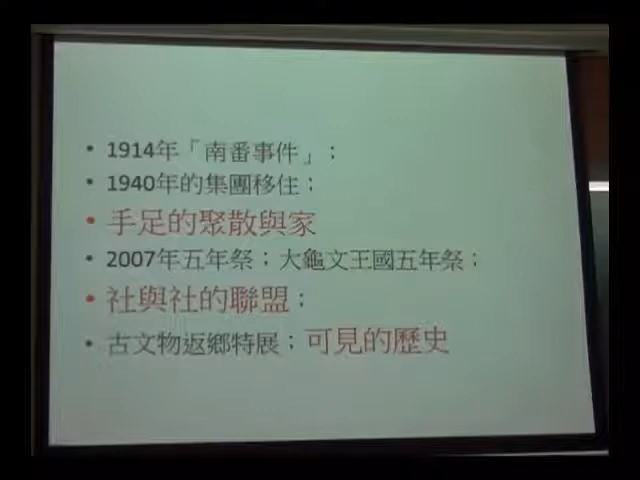 • 1914年「南番事件」；
• 1940年的集團移住；
• 手足的聚散與家
• 2007年五年祭；大龜文王國五年祭；
• 社與社的聯盟：
• 古文物返鄉特展：可見的歷史